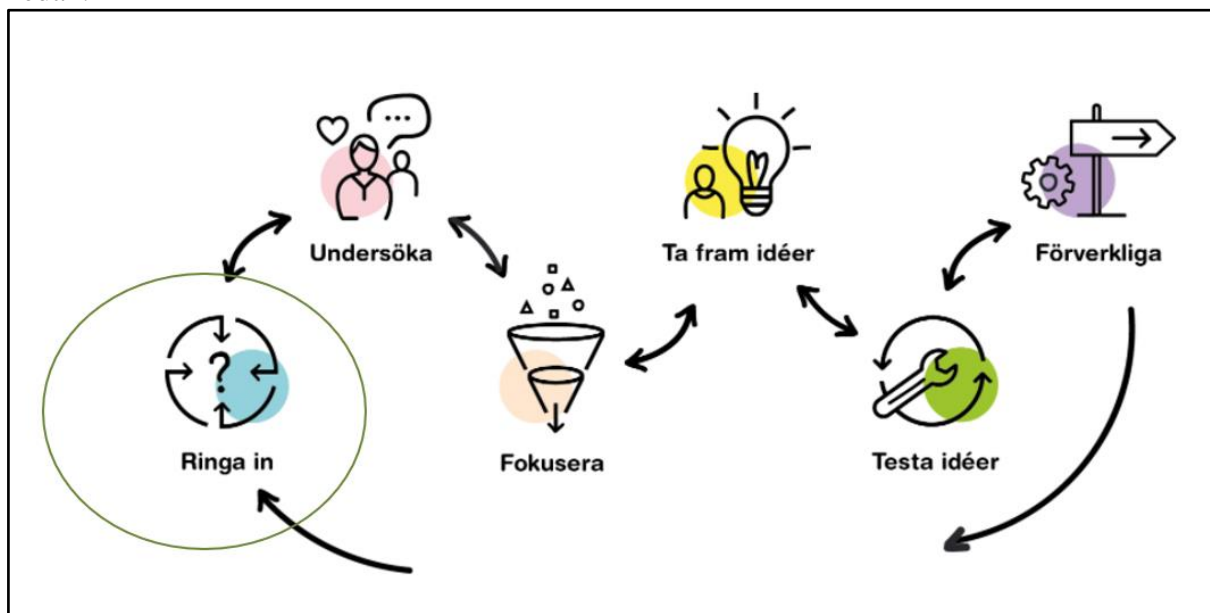 Undersöka
Ta fram idéer
Förverkliga
Ringa in
?
Fokusera
Testa idéer